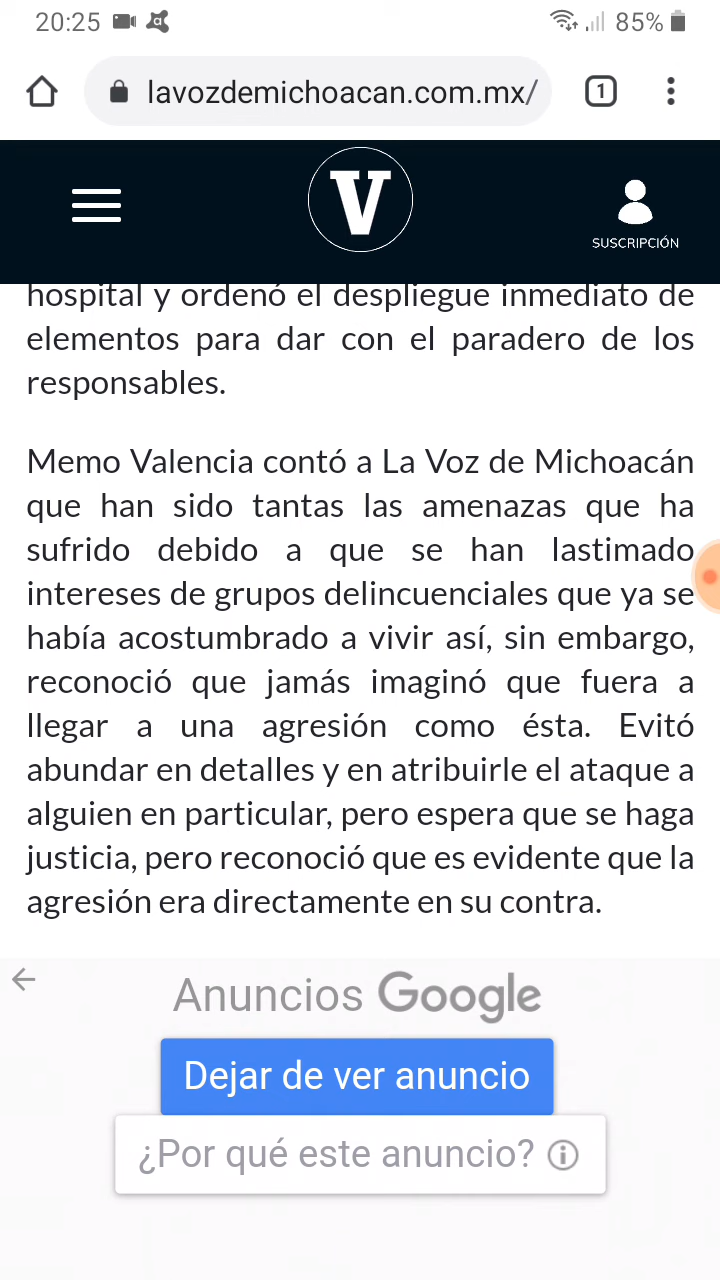 20:25
85%
lavozdemichoacan.com.mx/
1
V
SUSCRIPCIÓN
hospital y ordenó el despliegue inmediato de
elementos para dar con el paradero de los
responsables.
Memo Valencia contó a La Voz de Michoacán
que han sido tantas las amenazas que ha
sufrido debido a que se han lastimado
intereses de grupos delincuenciales que ya se
había acostumbrado a vivir así, sin embargo,
reconoció que jamás imaginó que fuera a
llegar a una agresión como ésta. Evitó
abundar en detalles y en atribuirle el ataque a
alguien en particular, pero espera que se haga
justicia, pero reconoció que es evidente que la
agresión era directamente en su contra.
Anuncios Google
Dejar de ver anuncio
¿Por qué este anuncio?